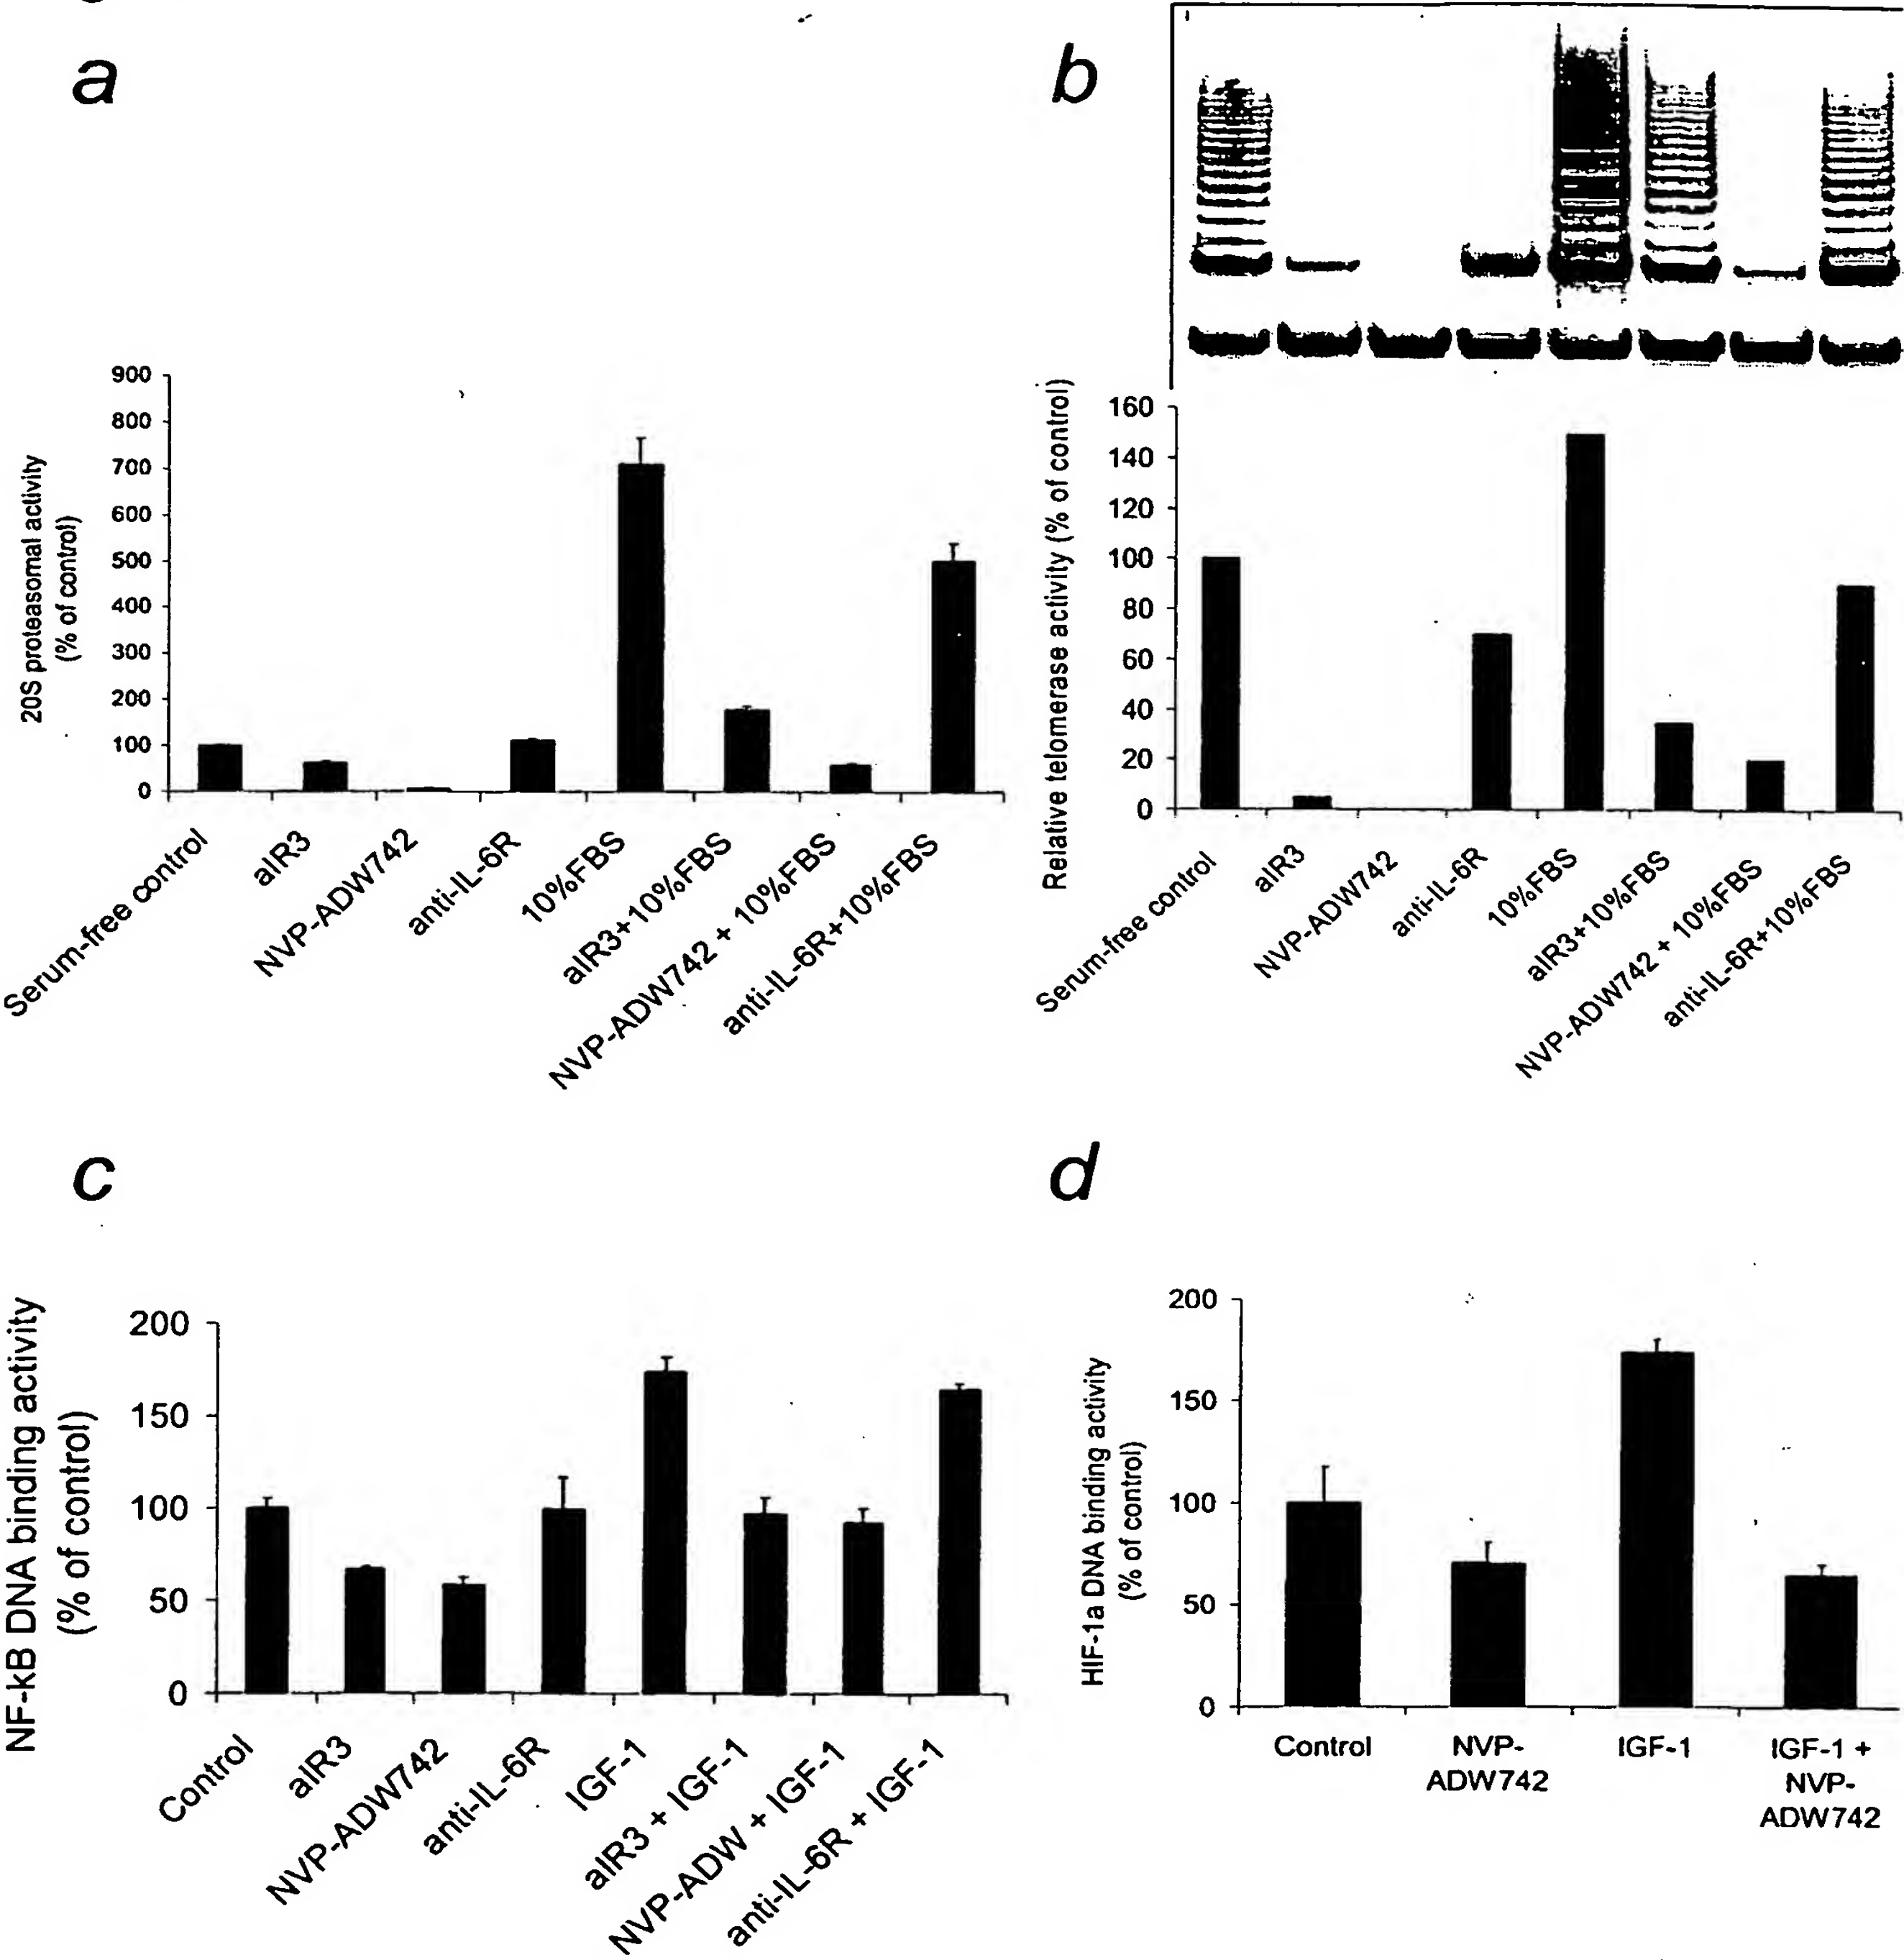 a
20S proteasomal activity
(% of control)
900
800
700
600
500
400
300
200
100
0
Serum-free control
aIR3
NVP-ADW742
anti-IL-6R
10%FBS
aIR3+10%FBS
NVP-ADW742 + 10%FBS
anti-IL-6R+10%FBS
b
Relative telomerase activity (% of control)
160
140
120
100
80
60
40
20
0
Serum-free control
aIR3
NVP-ADW742
anti-IL-6R
10%FBS
aIR3+10%FBS
NVP-ADW742 + 10%FBS
anti-IL-6R+10%FBS
c
NF-kB DNA binding activity
(% of control)
200
150
100
50
0
Control
aIR3
NVP-ADW742
anti-IL-6R
IGF-1
aIR3 + IGF-1
NVP-ADW + IGF-1
anti-IL-6R + IGF-1
d
HIF-1a DNA binding activity
(% of control)
200
150
100
50
0
Control
NVP-
ADW742
IGF-1
IGF-1 +
NVP-
ADW742